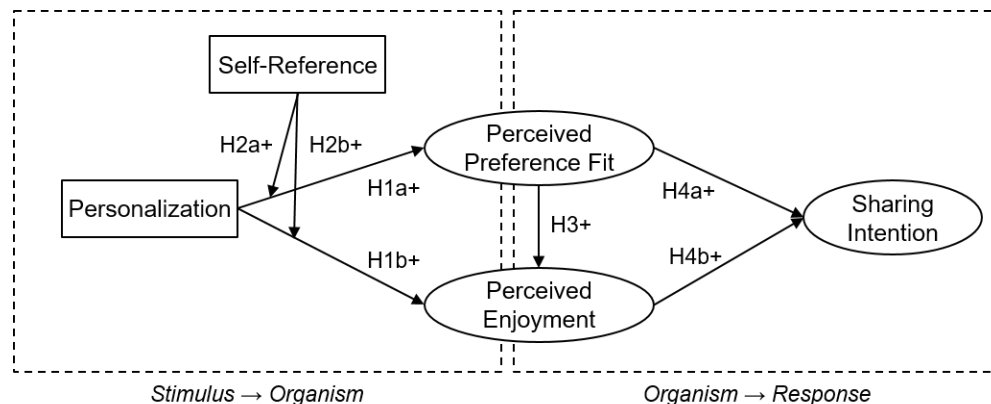 Self-Reference
H2a+
H2b+
Perceived
Preference Fit
H1a+
H4a+
Personalization
H3+
Sharing
Intention
H1b+
H4b+
Perceived
Enjoyment
Stimulus → Organism
Organism → Response